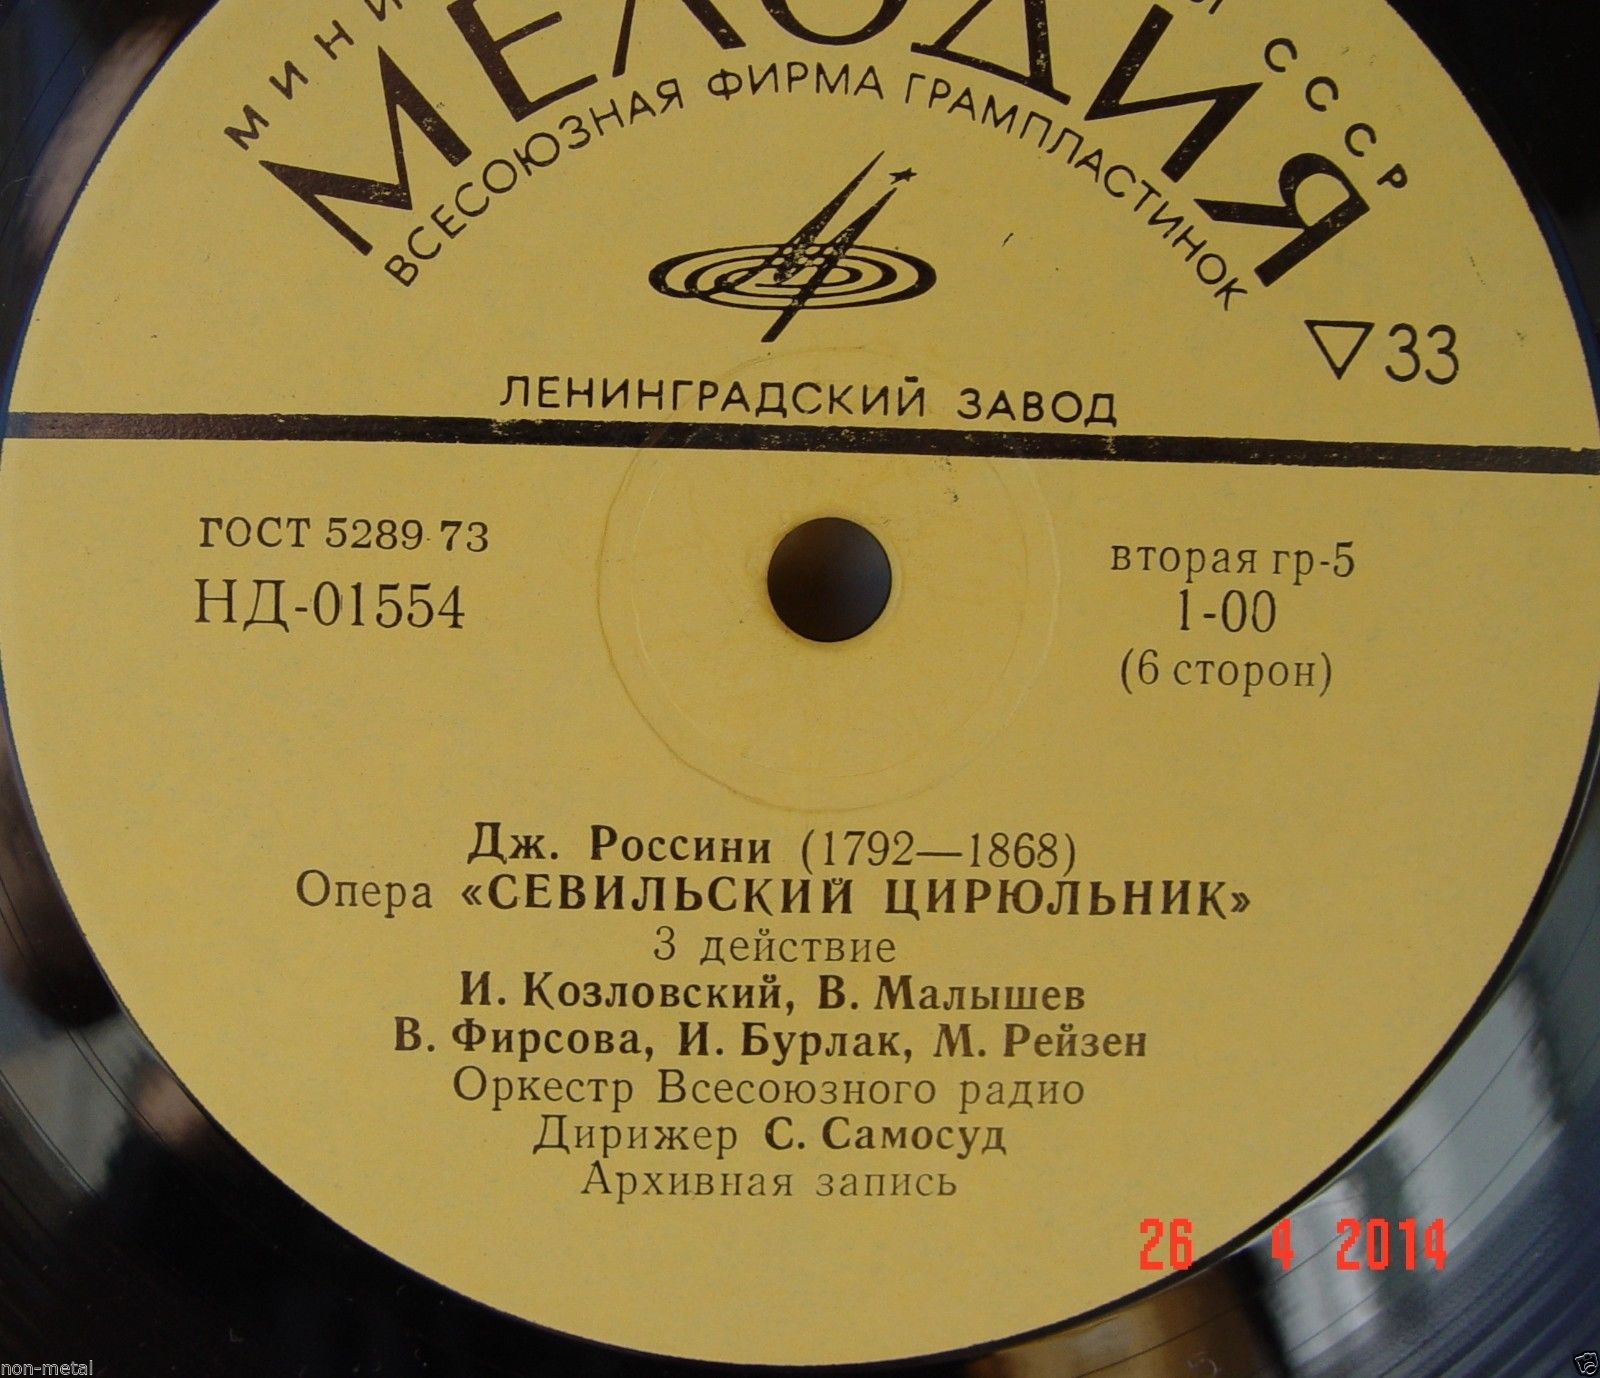 МЕЛОДИЯ
СССР
ВСЕСОЮЗНАЯ ФИРМА ГРАМПЛАСТИНОК
▽33
ЛЕНИНГРАДСКИЙ ЗАВОД
ГОСТ 5289-73
НД-01554
вторая гр-5
1-00
(6 сторон)
Дж. Россини (1792—1868)
Опера «СЕВИЛЬСКИЙ ЦИРЮЛЬНИК»
3 действие
И. Козловский, В. Малышев
В. Фирсова, И. Бурлак, М. Рейзен
Оркестр Всесоюзного радио
Дирижер С. Самосуд
Архивная запись
26 4 2014
non-metal